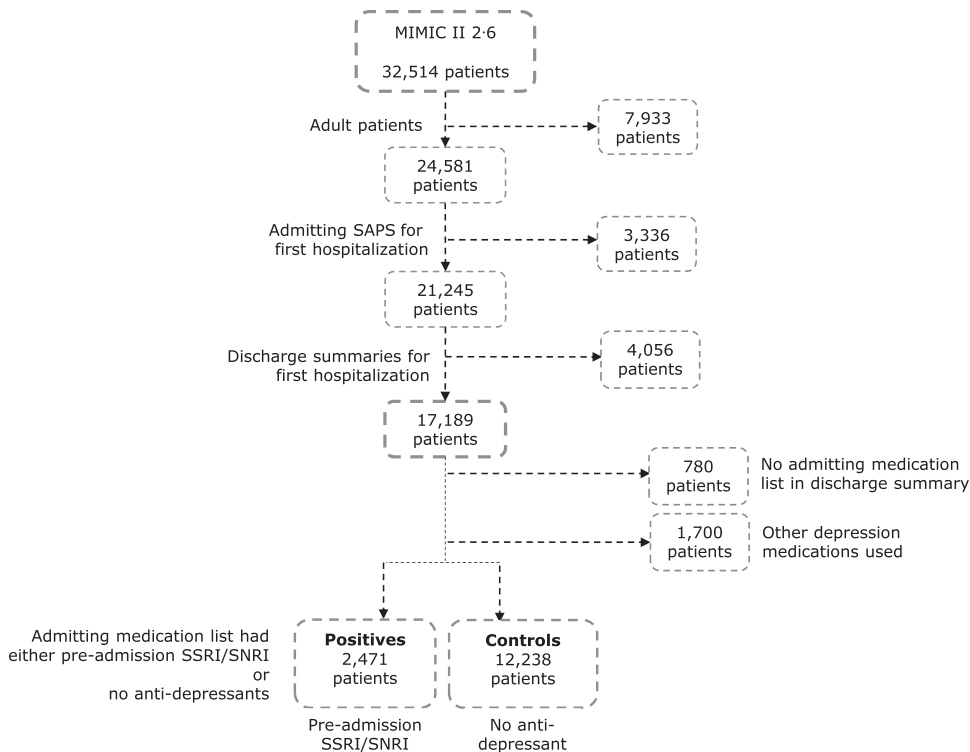 MIMIC II 2·6
32,514 patients
Adult patients
7,933
patients
24,581
patients
Admitting SAPS for
first hospitalization
3,336
patients
21,245
patients
Discharge summaries for
first hospitalization
4,056
patients
17,189
patients
780
patients
No admitting medication
list in discharge summary
1,700
patients
Other depression
medications used
Admitting medication list had
either pre-admission SSRI/SNRI
or
no anti-depressants
Positives
2,471
patients
Controls
12,238
patients
Pre-admission
SSRI/SNRI
No anti-
depressant